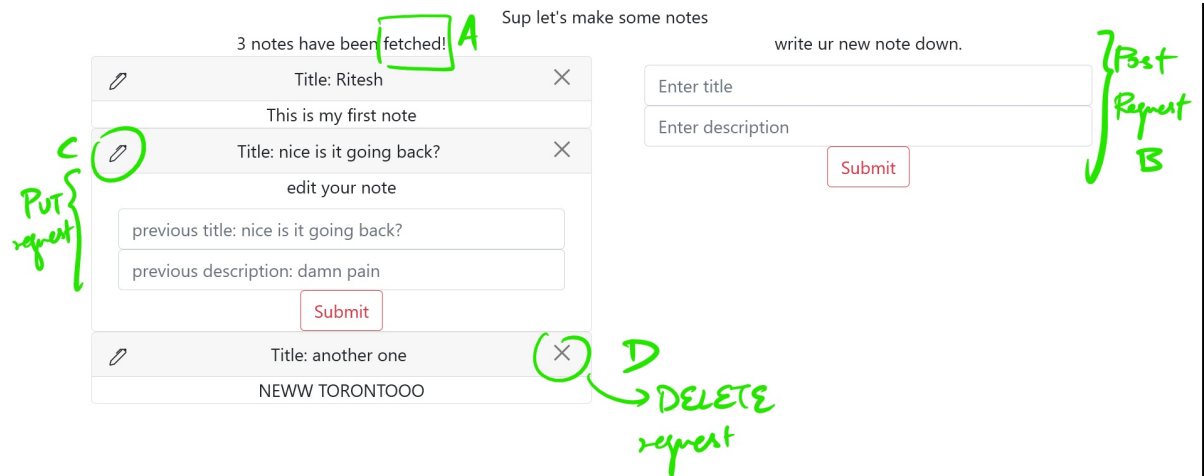 Sup let's make some notes
3 notes have been fetched!
A
Title: Ritesh
This is my first note
C
Title: nice is it going back?
PUT
request
edit your note
previous title: nice is it going back?
previous description: damn pain
Submit
Title: another one
NEWW TORONTOOO
D
DELETE
request
write ur new note down.
Enter title
Enter description
Submit
Post
Request
B